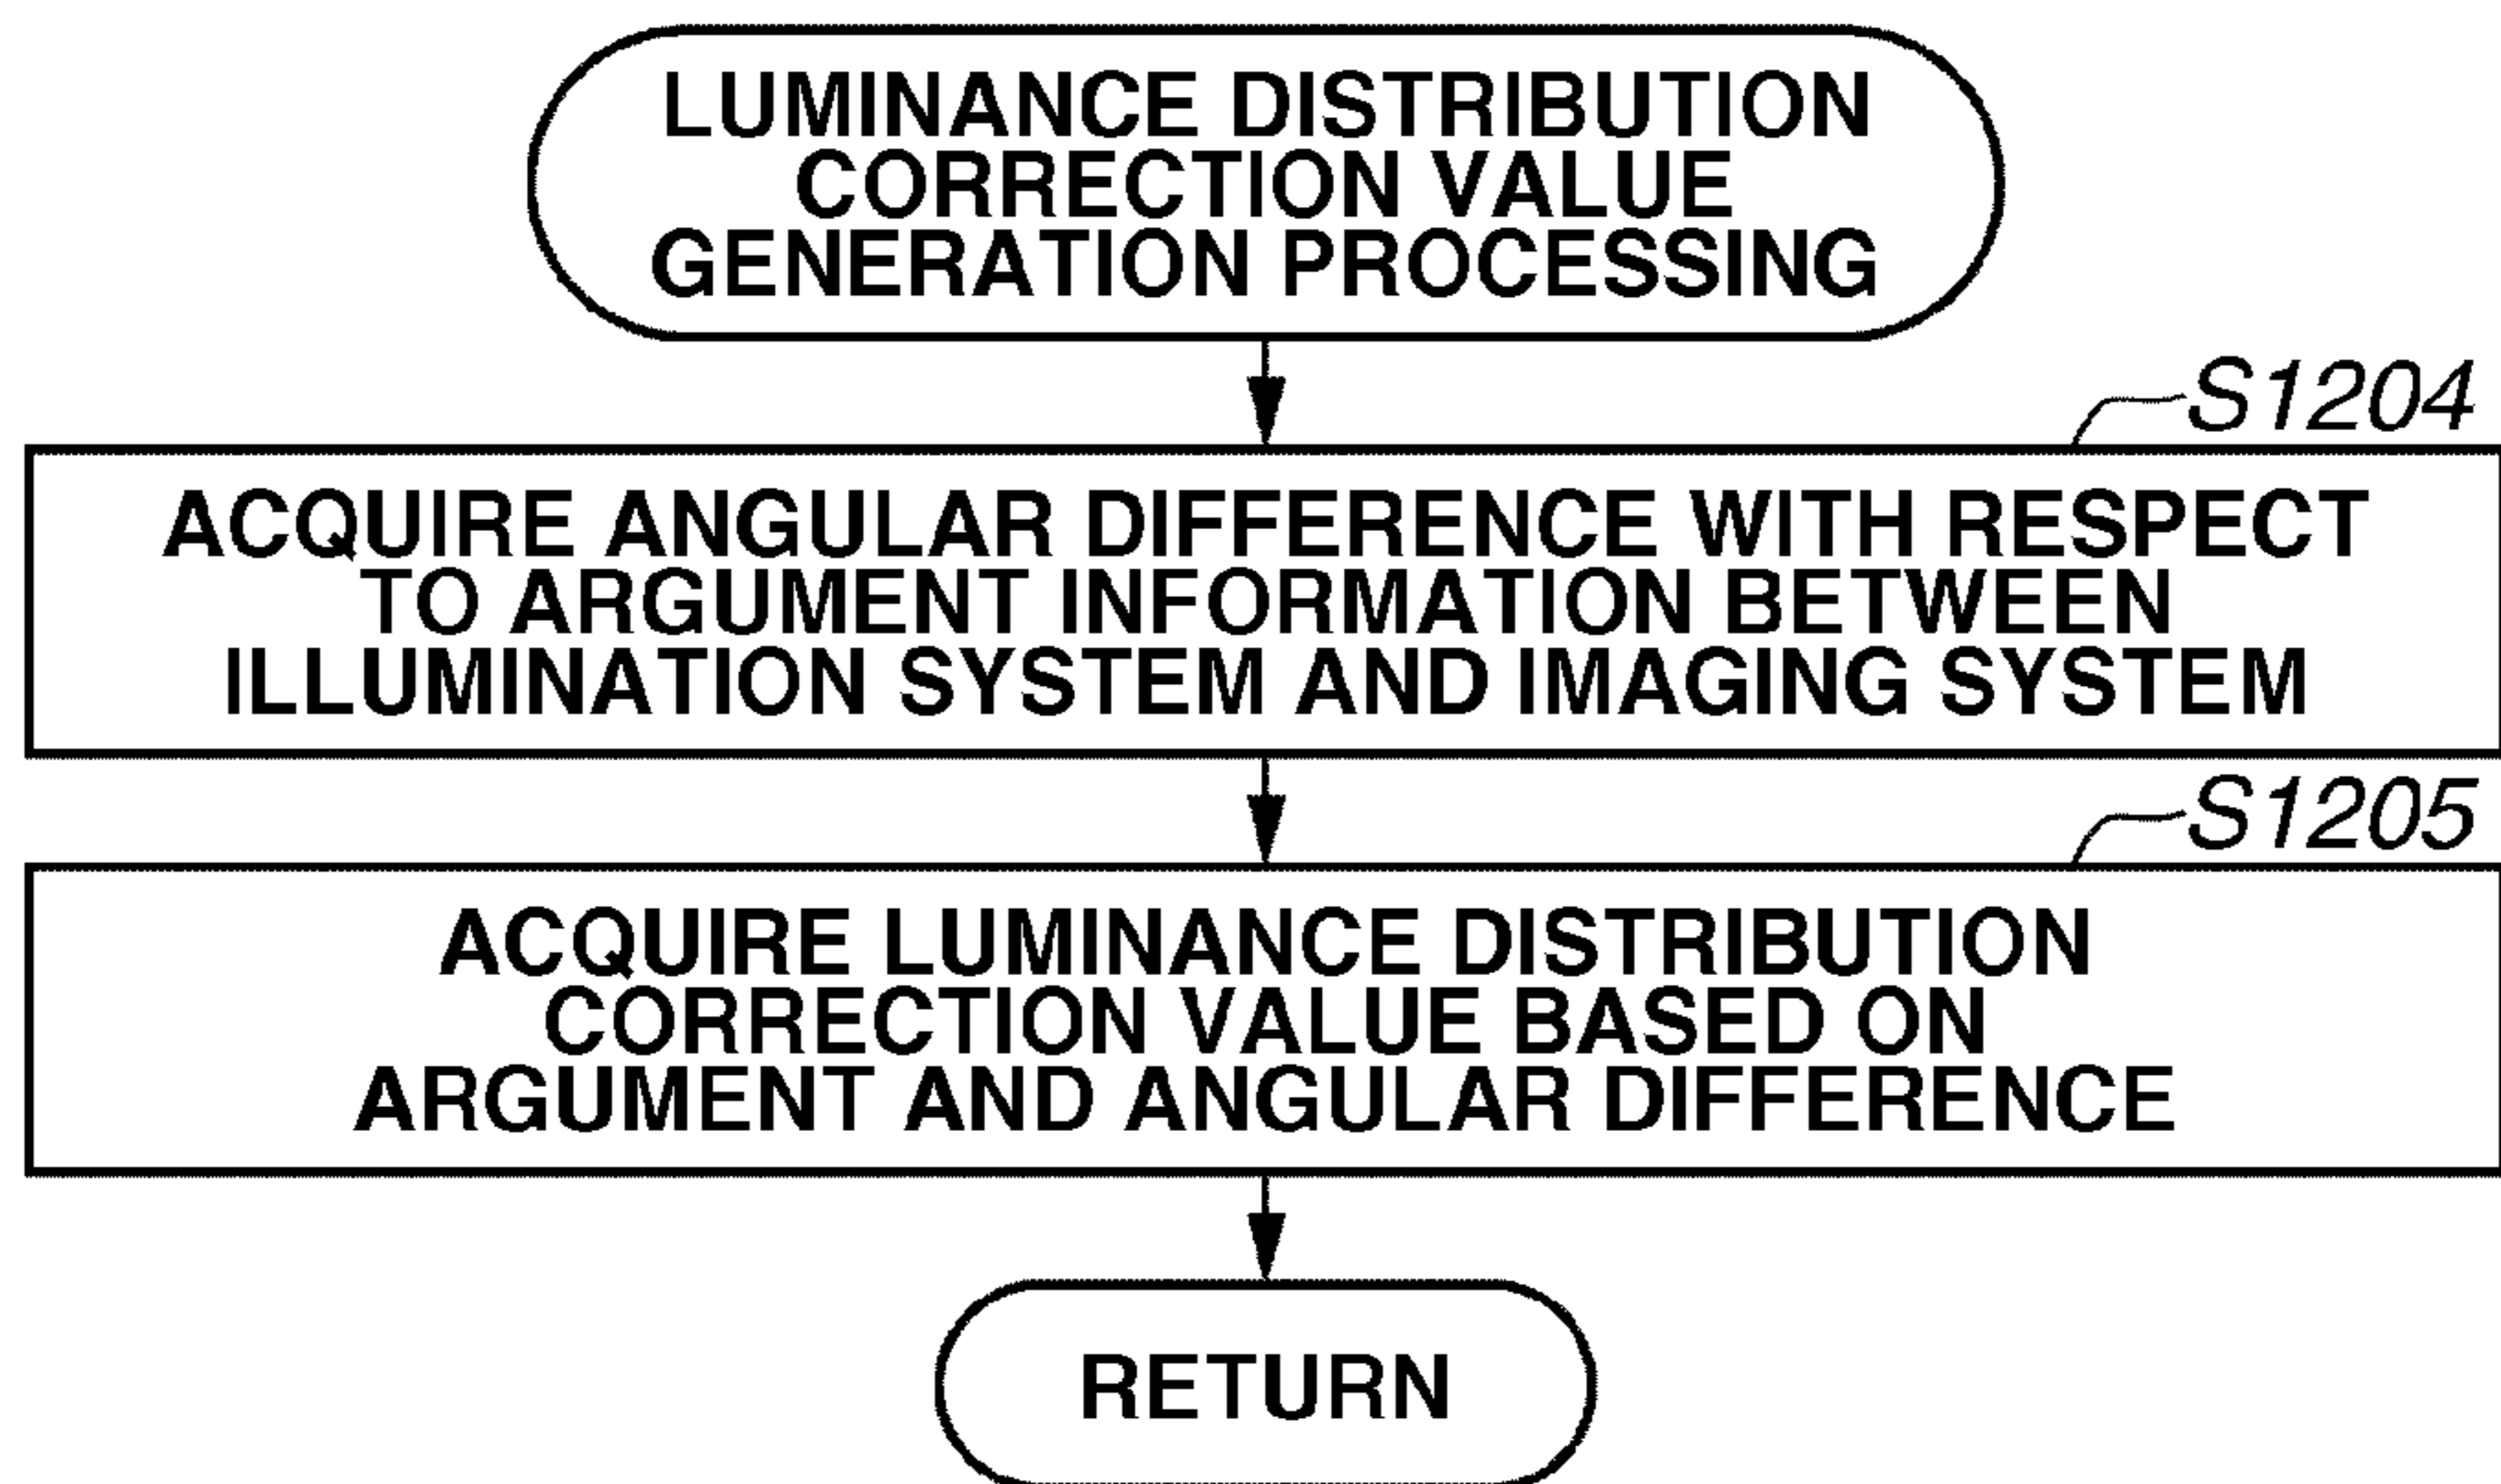 LUMINANCE DISTRIBUTION
CORRECTION VALUE
GENERATION PROCESSING
S1204
ACQUIRE ANGULAR DIFFERENCE WITH RESPECT
TO ARGUMENT INFORMATION BETWEEN
ILLUMINATION SYSTEM AND IMAGING SYSTEM
S1205
ACQUIRE LUMINANCE DISTRIBUTION
CORRECTION VALUE BASED ON
ARGUMENT AND ANGULAR DIFFERENCE
RETURN